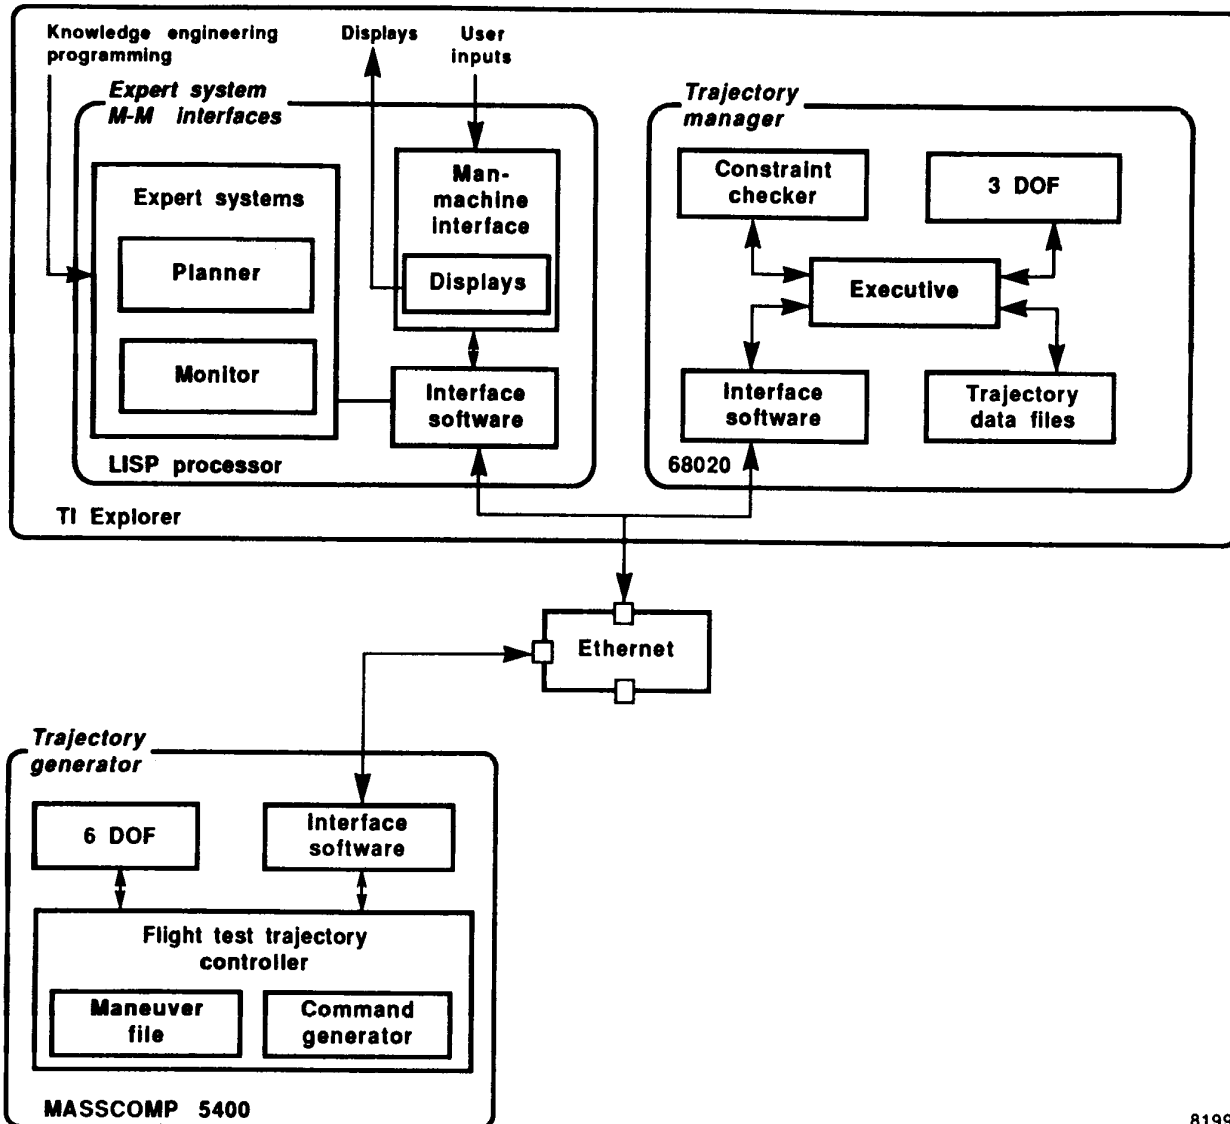 Knowledge engineering
programming
Displays
User
inputs
Expert system
M-M interfaces
Expert systems
Planner
Monitor
Man-
machine
interface
Displays
Interface
software
LISP processor
TI Explorer
Trajectory
manager
Constraint
checker
3 DOF
Executive
Interface
software
Trajectory
data files
68020
Ethernet
Trajectory
generator
6 DOF
Interface
software
Flight test trajectory
controller
Maneuver
file
Command
generator
MASSCOMP 5400
8199